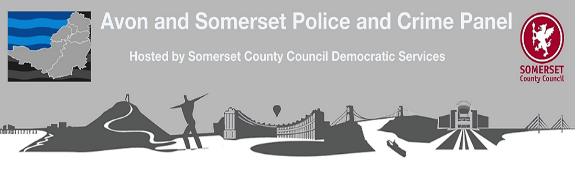 Avon and Somerset Police and Crime Panel
Hosted by Somerset County Council Democratic Services
SOMERSET
County Council